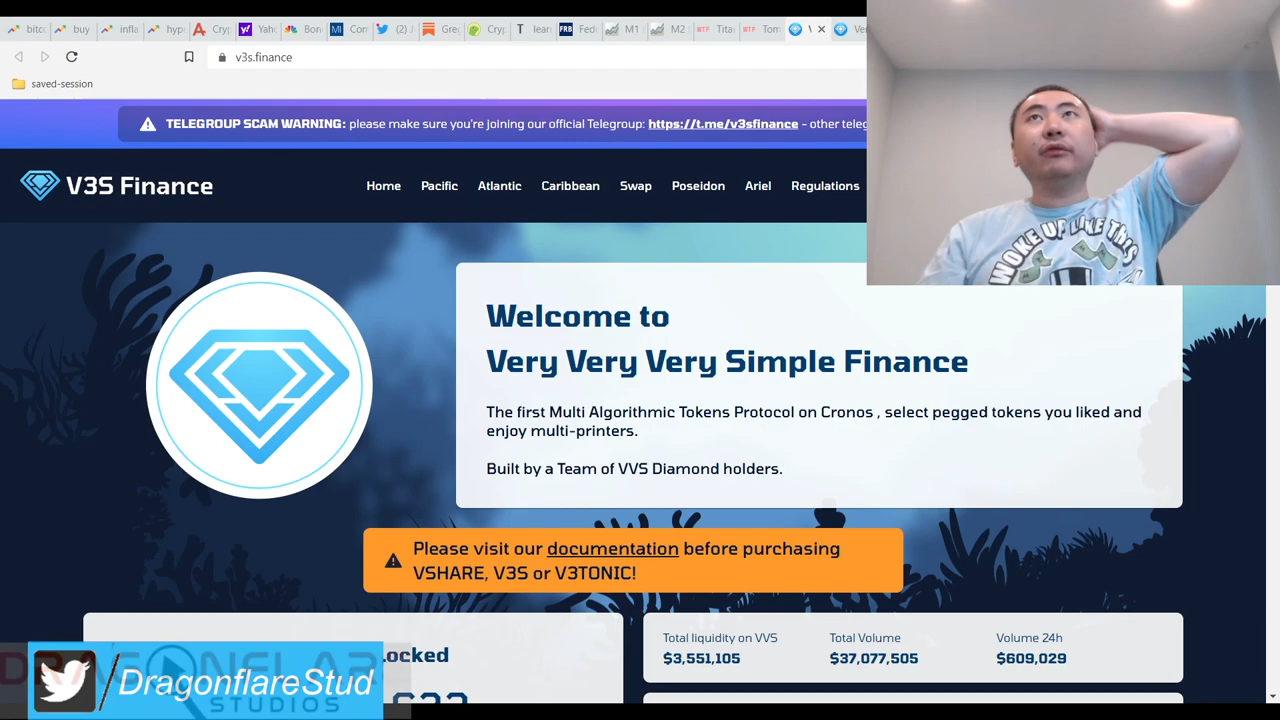 bitco
buy
infla
hyp
Cryp
Yaho
Bon
Con
(2) J
Gre
Cryp
lear
Fed
M1
M2
Tita
Tom
Ve
v3s.finance
saved-session
TELEGROUP SCAM WARNING: please make sure you're joining our official Telegroup: https://t.me/v3sfinance - other teleg
V3S Finance
Home Pacific Atlantic Caribbean Swap Poseidon Ariel Regulations
WOKE UP LIKE THIS
Welcome to
Very Very Very Simple Finance
The first Multi Algorithmic Tokens Protocol on Cronos , select pegged tokens you liked and
enjoy multi-printers.
Built by a Team of VVS Diamond holders.
Please visit our documentation before purchasing
VSHARE, V3S or V3TONIC!
Total liquidity on VVS Total Volume Volume 24h
$3,551,105 $37,077,505 $609,029
ocked
/DragonflareStud
STUDIOS